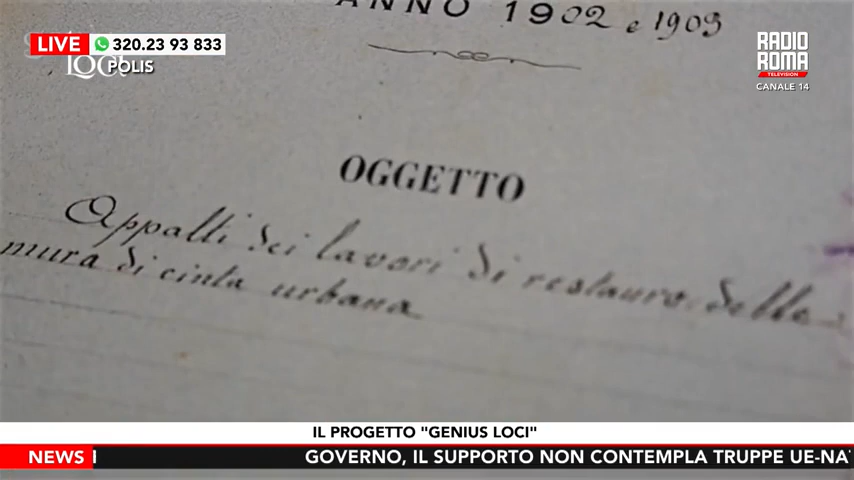 ANNO 1902 e 1903
LIVE 320.23 93 833
POLIS
RADIO
ROMA
TELEVISION
CANALE 14
OGGETTO
Appalti dei lavori di restauro delle
mura di cinta urbana
IL PROGETTO "GENIUS LOCI"
NEWS GOVERNO, IL SUPPORTO NON CONTEMPLA TRUPPE UE-NA